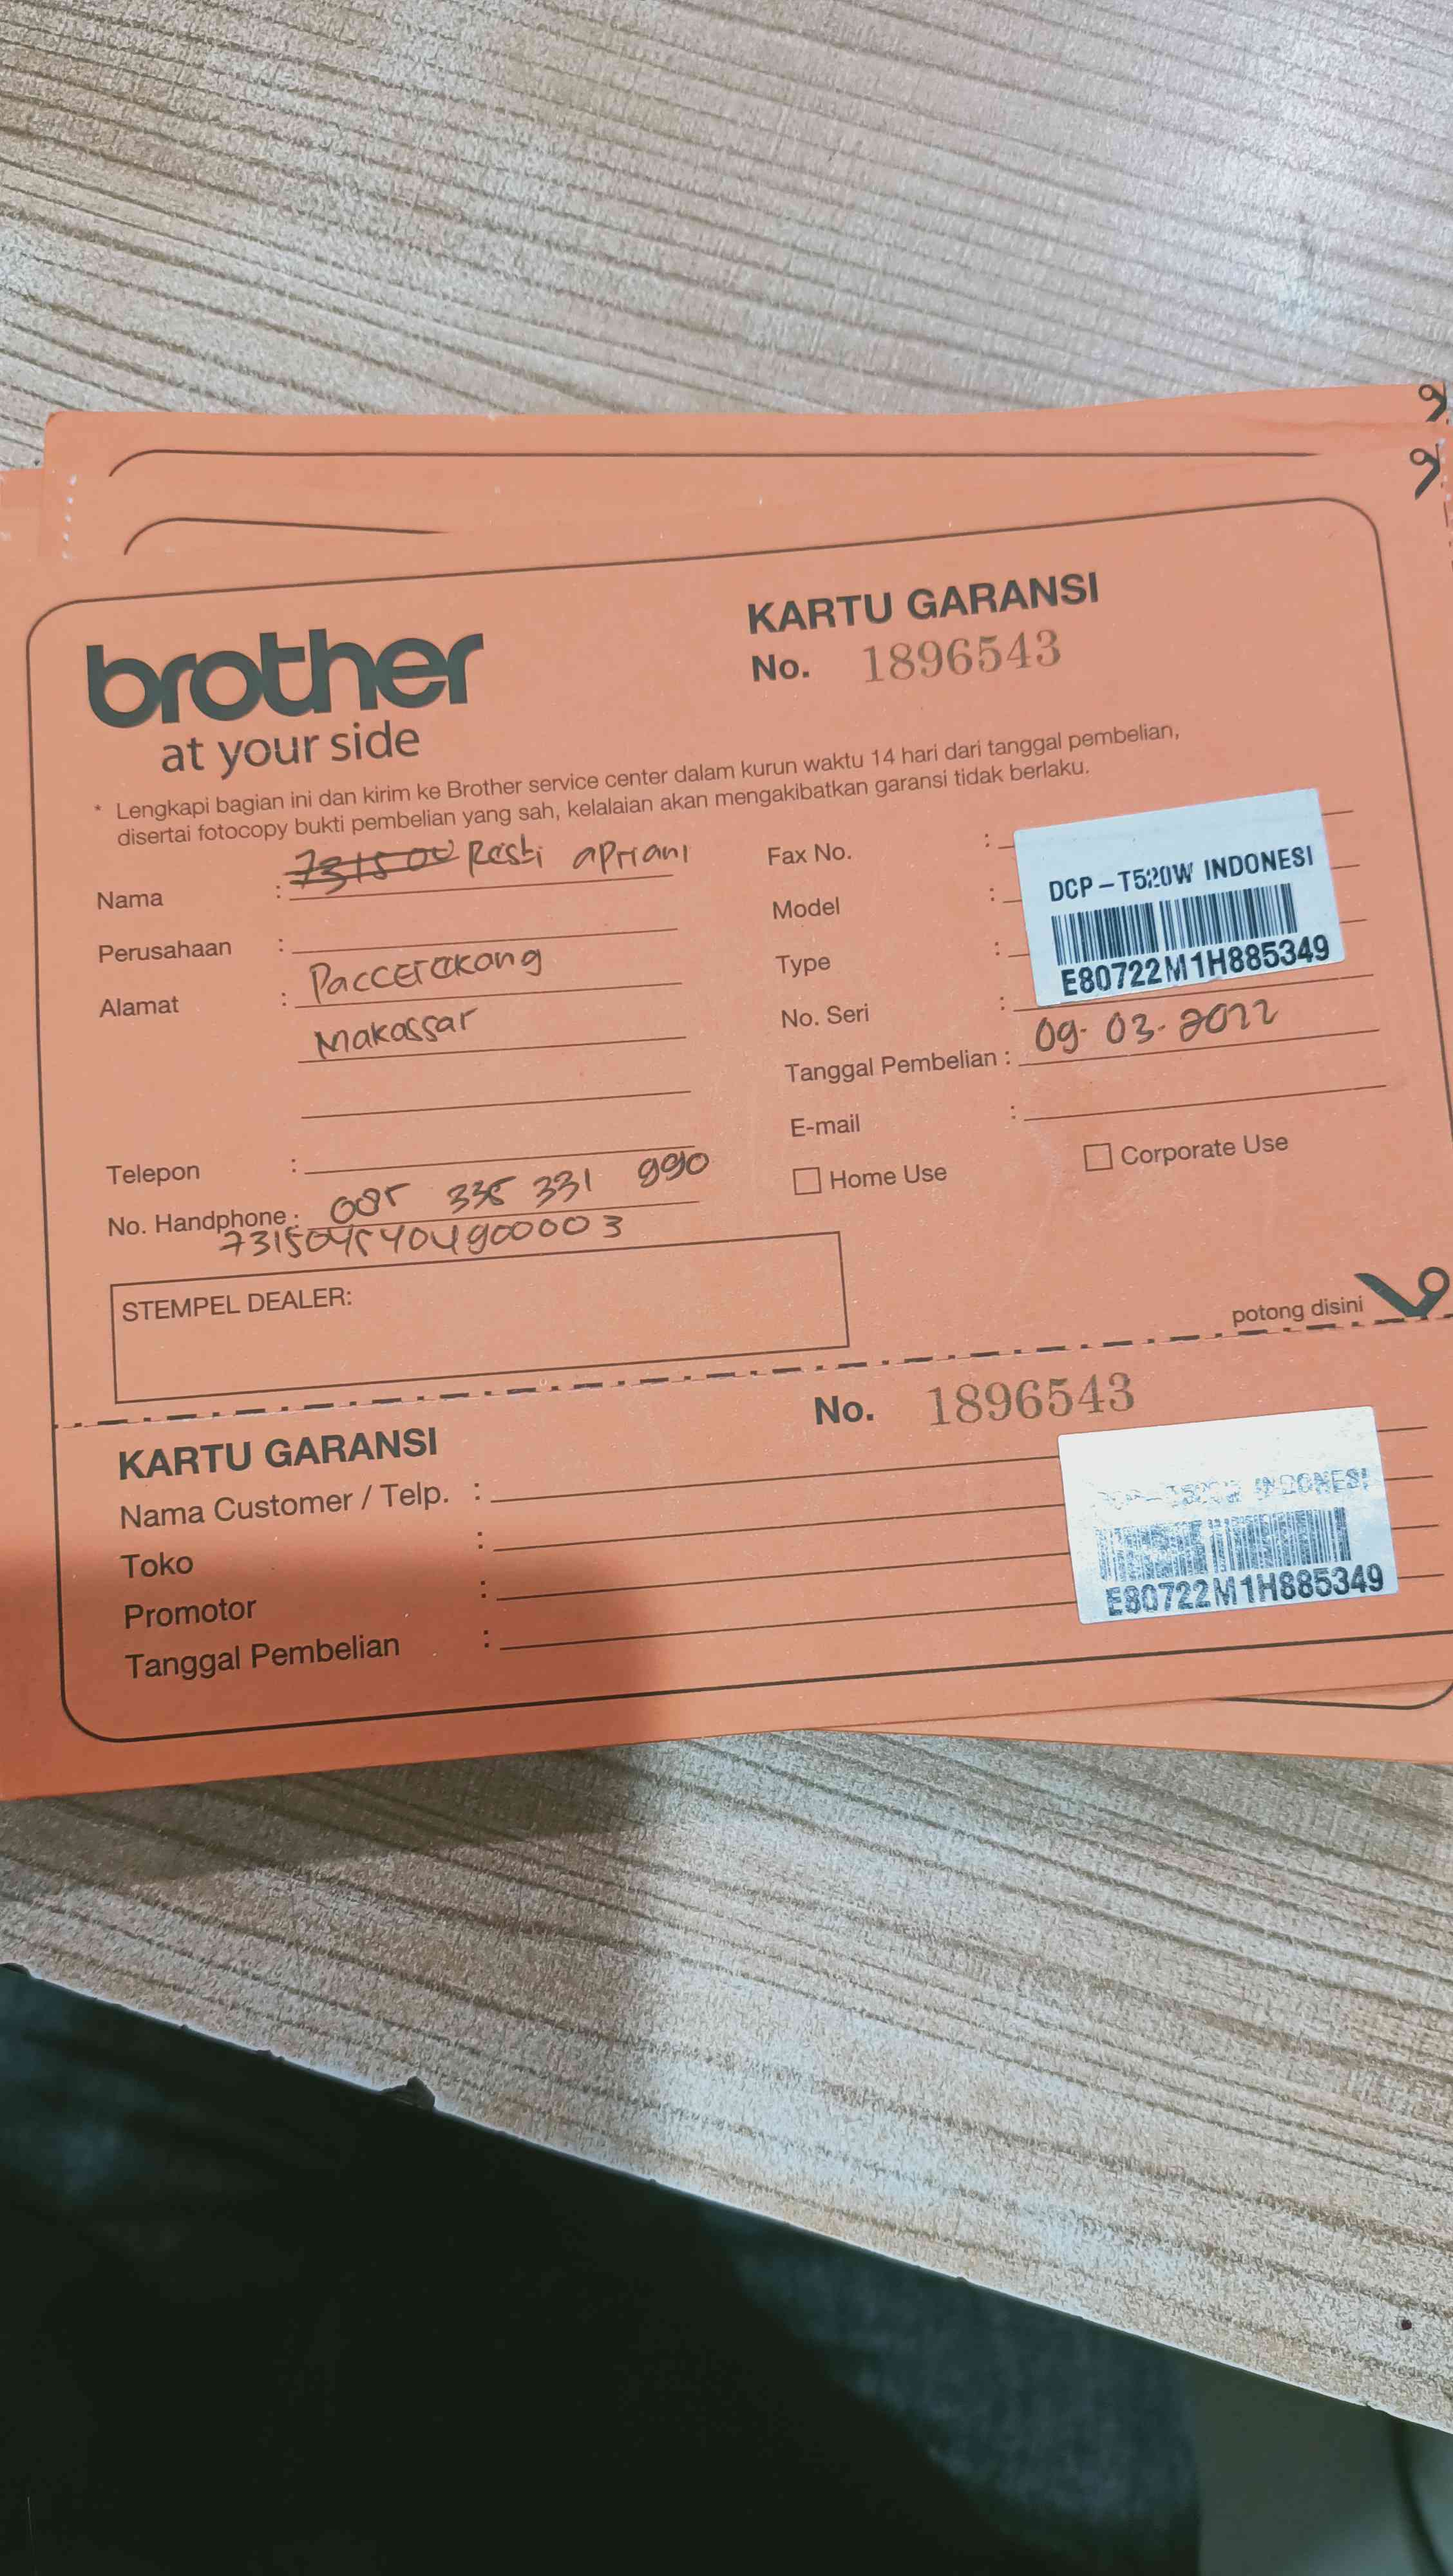 brother
at your side
KARTU GARANSI
No. 1896543
* Lengkapi bagian ini dan kirim ke Brother service center dalam kurun waktu 14 hari dari tanggal pembelian,
disertai fotocopy bukti pembelian yang sah, kelalaian akan mengakibatkan garansi tidak berlaku.
Nama : Resti apriani
Perusahaan :
Alamat : Paccerakang
Makassar
Telepon :
No. Handphone : 085 335 331 990
7315045404900003
Fax No. :
Model :
Type :
No. Seri :
DCP-T520W INDONESI
E80722M1H885349
Tanggal Pembelian : 09-03-2022
E-mail :
Home Use
Corporate Use
STEMPEL DEALER:
potong disini
KARTU GARANSI
No. 1896543
Nama Customer / Telp. :
Toko :
Promotor :
Tanggal Pembelian :
INDONESI
E80722M1H885349